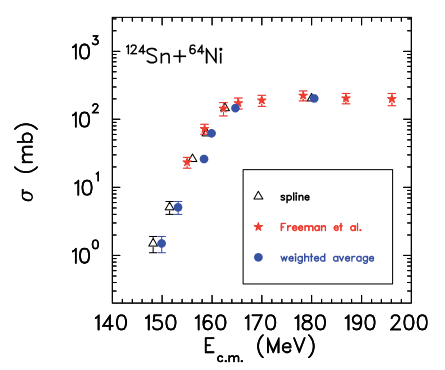 10³
¹²⁴Sn+⁶⁴Ni
10²
σ (mb)
10¹
10⁰
spline
Freeman et al.
weighted average
140 150 160 170 180 190 200
E_c.m. (MeV)